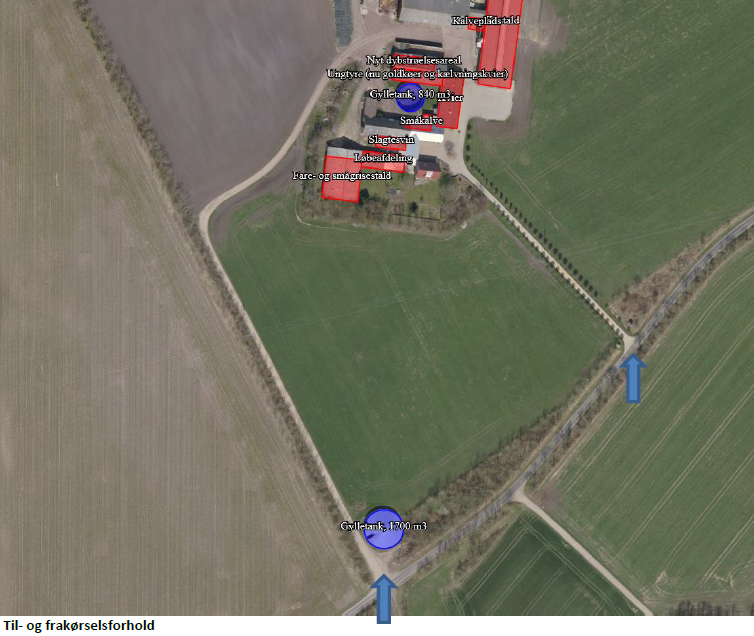 Kalvepladstald
Nyt dybstrøelsesareal
Ungtyre (nu goldkøer og kælvningskvier)
Gylletank, 840 m3
Kvier
Småkalve
Slagtesvin
Løbeafdeling
Fare- og smågrisestald
Gylletank, 1700 m3
Til- og frakørselsforhold